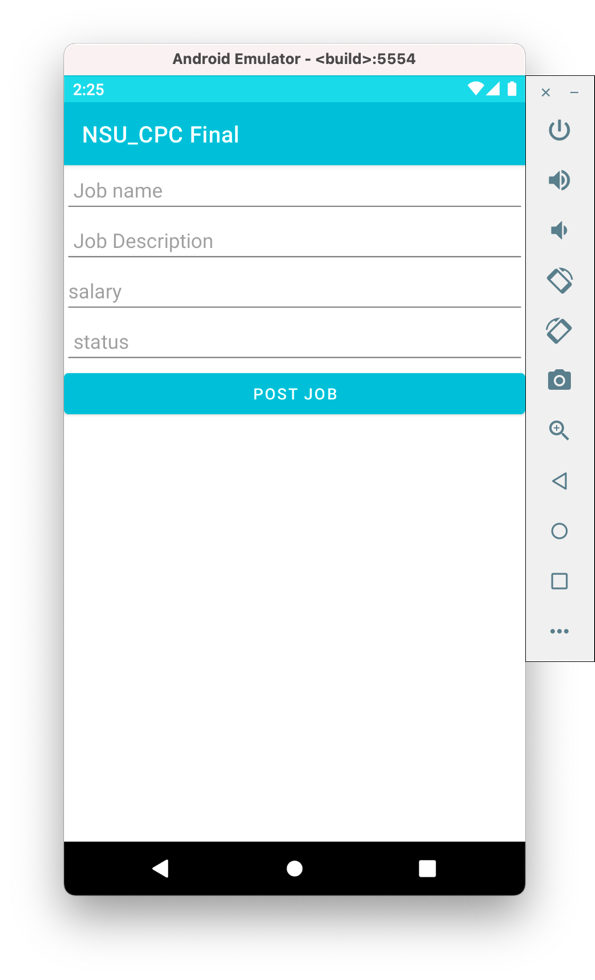 Android Emulator - <build>:5554
2:25
NSU_CPC Final
Job name
Job Description
salary
status
POST JOB